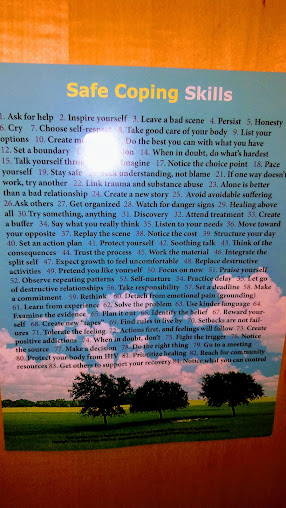 Safe Coping Skills
1. Ask for help 2. Inspire yourself 3. Leave a bad scene 4. Persist 5. Honesty
6. Cry 7. Choose self-respect 8. Take good care of your body 9. List your
options 10. Create m Do the best you can with what you have
12. Set a boundary 14. When in doubt, do what's hardest
15. Talk yourself thro imagine 17. Notice the choice point 18. Pace
yourself 19. Stay safe understanding, not blame 21. If one way doesn't
work, try another 22. Link trauma and substance abuse 23. Alone is better
than a bad relationship 24. Create a new story 25. Avoid avoidable suffering
26. Ask others 27. Get organized 28. Watch for danger signs 29. Healing above
all 30. Try something, anything 31. Discovery 32. Attend treatment 33. Create
a buffer 34. Say what you really think 35. Listen to your needs 36. Move toward
your opposite 37. Replay the scene 38. Notice the cost 39. Structure your day
40. Set an action plan 41. Protect yourself 42. Soothing talk 43. Think of the
consequences 44. Trust the process 45. Work the material 46. Integrate the
split self 47. Expect growth to feel uncomfortable 48. Replace destructive
activities 49. Pretend you like yourself 50. Focus on now 51. Praise yourself
52. Observe repeating patterns 53. Self-nurture 54. Practice delay 55. Let go
of destructive relationships 56. Take responsibility 57. Set a deadline 58. Make
a commitment 59. Rethink 60. Detach from emotional pain (grounding)
61. Learn from experience 62. Solve the problem 63. Use kinder language 64.
Examine the evidence 65. Plan it out 66. Identify the belief 67. Reward your-
self 68. Create new "tapes" 69. Find rules to live by 70. Setbacks are not fail-
ures 71. Tolerate the feeling 72. Actions first, and feelings will follow 73. Create
positive addictions 74. When in doubt, don't 75. Fight the trigger 76. Notice
the source 77. Make a decision 78. Do the right thing 79. Go to a meeting
80. Protect your body from HIV 81. Prioritize healing 82. Reach for community
resources 83. Get others to support your recovery 84. Notice what you can control